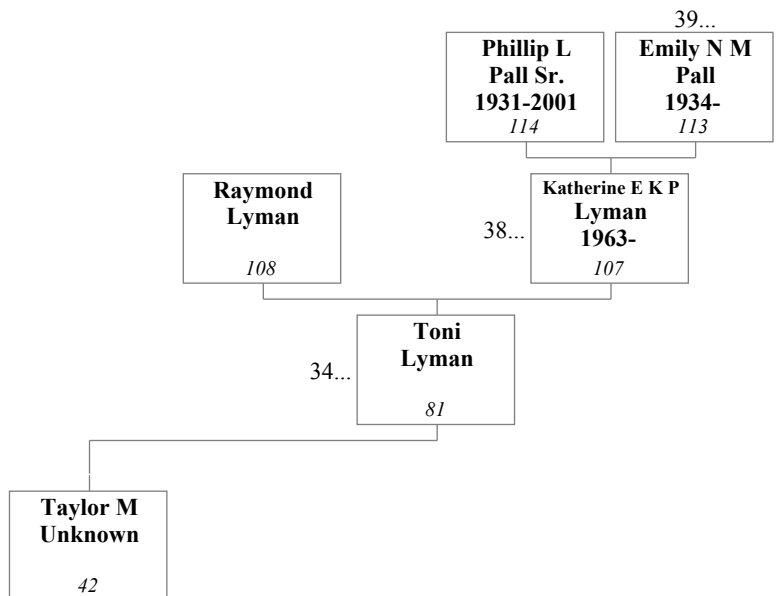 39...
Phillip L
Pall Sr.
1931-2001
114
Emily N M
Pall
1934-
113
Raymond
Lyman
108
38...
Katherine E K P
Lyman
1963-
107
34...
Toni
Lyman
81
Taylor M
Unknown
42